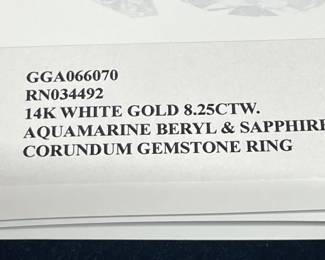 GGA066070
RN034492
14K WHITE GOLD 8.25CTW.
AQUAMARINE BERYL & SAPPHIRE
CORUNDUM GEMSTONE RING